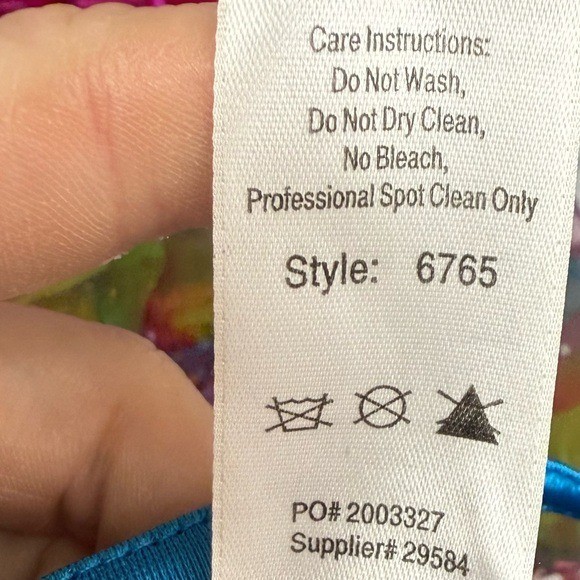 Care Instructions:
Do Not Wash,
Do Not Dry Clean,
No Bleach,
Professional Spot Clean Only
Style: 6765
PO# 2003327
Supplier# 29584